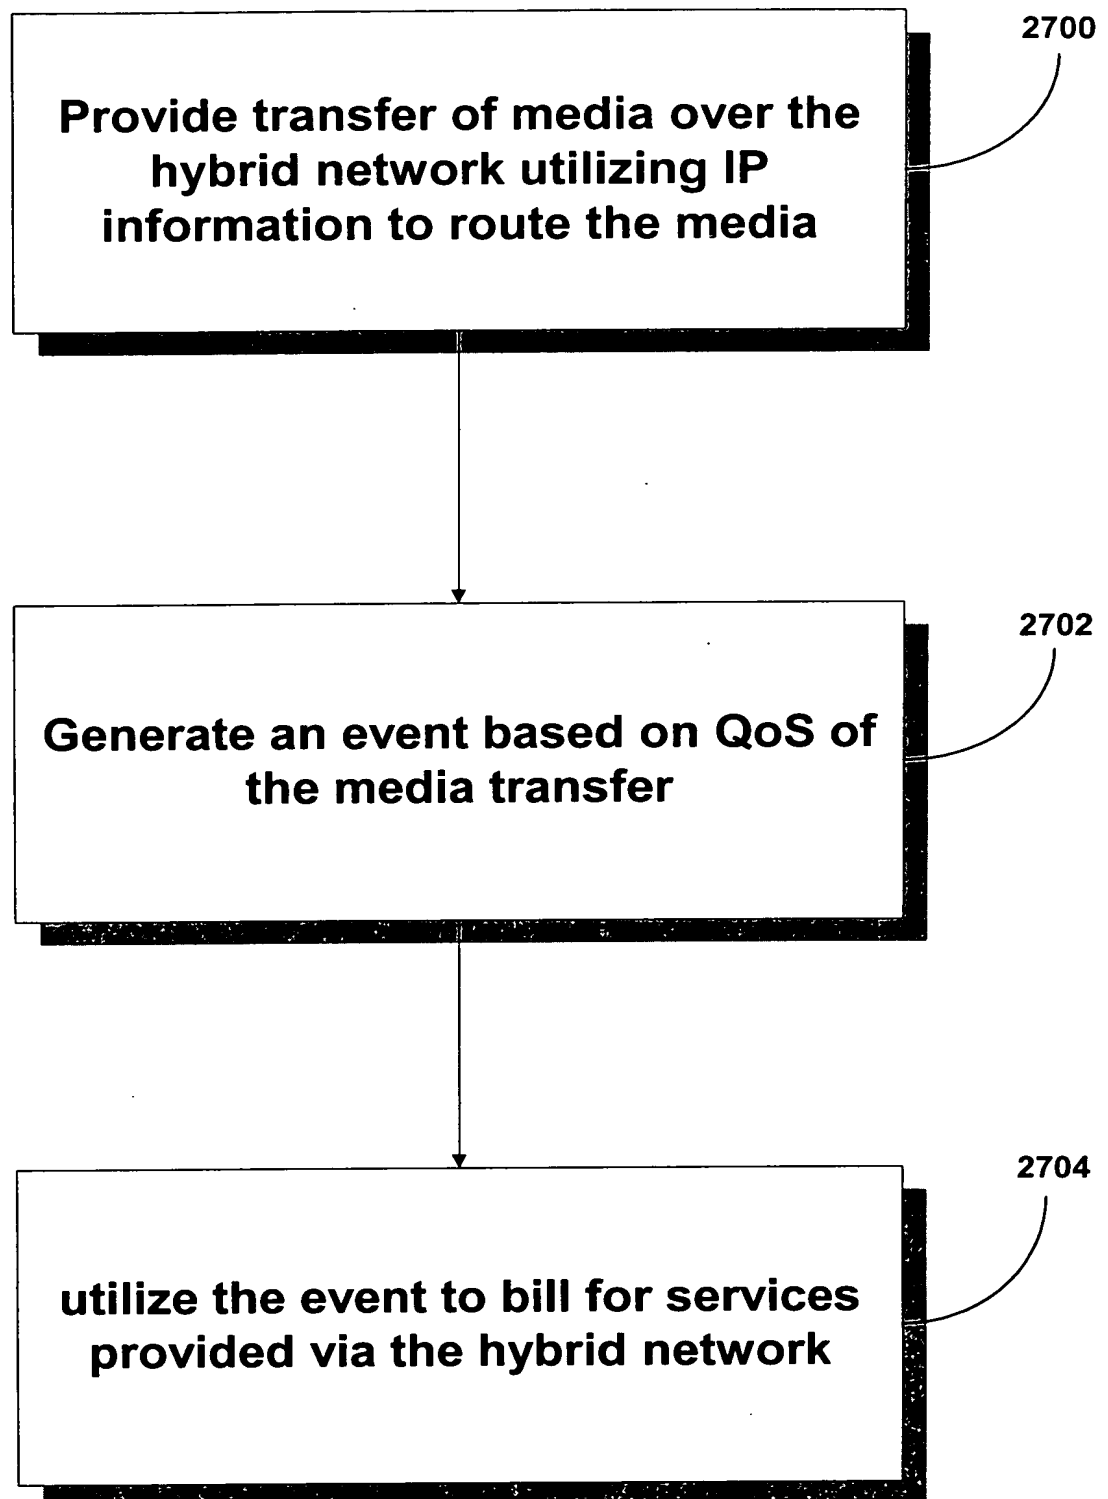 2700
Provide transfer of media over the
hybrid network utilizing IP
information to route the media
2702
Generate an event based on QoS of
the media transfer
2704
utilize the event to bill for services
provided via the hybrid network